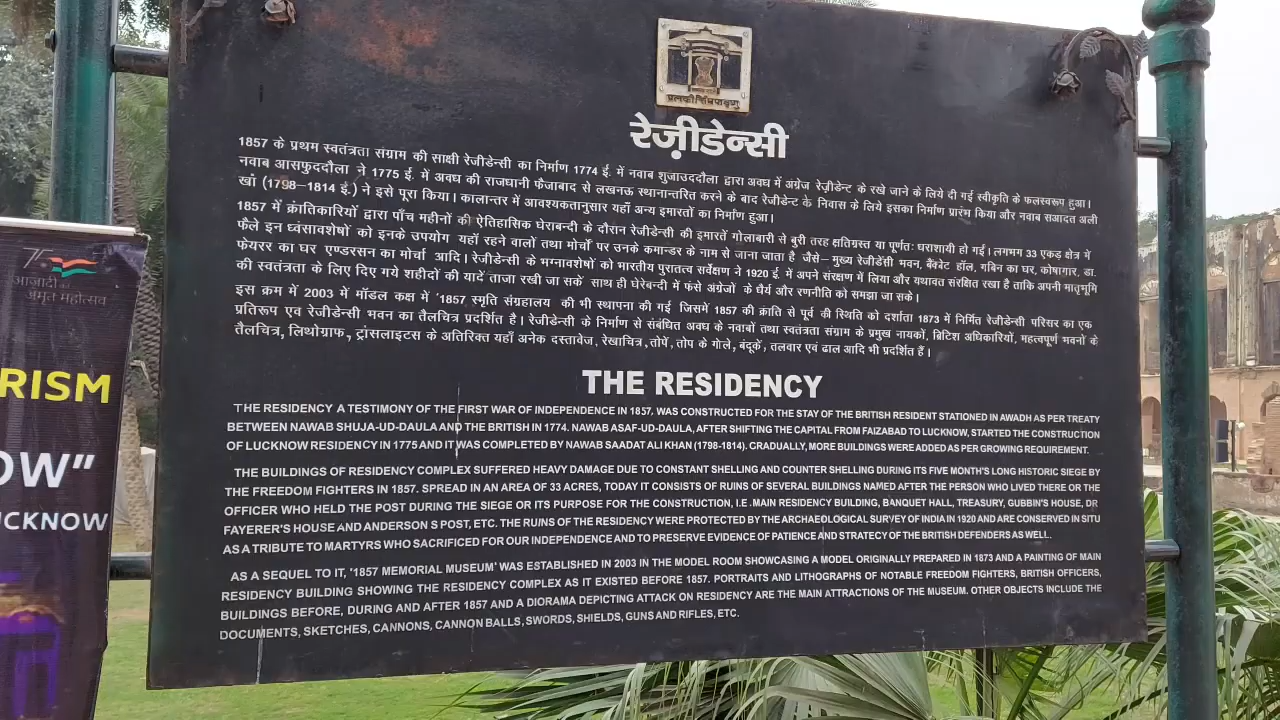 रेज़ीडेन्सी
1857 के प्रथम स्वतंत्रता संग्राम की साक्षी रेजीडेन्सी का निर्माण 1774 ई. में नवाब शुजाउददौला द्वारा अवध में अंग्रेज रेज़ीडेन्ट के रखे जाने के लिये दी गई स्वीकृति के फलस्वरूप हुआ।
नवाब आसफुददौला ने 1775 ई. में अवध की राजधानी फैजाबाद से लखनऊ स्थानान्तरित करने के बाद रेजीडेन्ट के निवास के लिये इसका निर्माण प्रारंभ किया और नवाब सआदत अली
खाँ (1798–1814 ई.) ने इसे पूरा किया। कालान्तर में आवश्यकतानुसार यहाँ अन्य इमारतों का निर्माण हुआ।
1857 में क्रांतिकारियों द्वारा पाँच महीनों की ऐतिहासिक घेराबन्दी के दौरान रेजीडेन्सी की इमारतें गोलाबारी से बुरी तरह क्षतिग्रस्त या पूर्णतः धराशायी हो गई। लगभग 33 एकड़ क्षेत्र में
फैले इन ध्वंसावशेषों को इनके उपयोग यहाँ रहने वालों तथा मोर्चों पर उनके कमान्डर के नाम से जाना जाता है जैसे– मुख्य रेजीडेंसी भवन, बैंक्वेट हॉल, गबिन का घर, कोषागार, डा.
फेयरर का घर एण्डरसन का मोर्चा आदि। रेजीडेन्सी के भग्नावशेषों को भारतीय पुरातत्व सर्वेक्षण ने 1920 ई. में अपने संरक्षण में लिया और यथावत संरक्षित रखा है ताकि अपनी मातृभूमि
की स्वतंत्रता के लिए दिए गये शहीदों की यादें ताजा रखी जा सकें साथ ही घेरेबन्दी में फंसे अंग्रेजों के धैर्य और रणनीति को समझा जा सके।
इस क्रम में 2003 में मॉडल कक्ष में '1857 स्मृति संग्रहालय की भी स्थापना की गई जिसमें 1857 की क्रांति से पूर्व की स्थिति को दर्शाता 1873 में निर्मित रेजीडेन्सी परिसर का एक
प्रतिरूप एवं रेजीडेन्सी भवन का तैलचित्र प्रदर्शित है। रेजीडेन्सी के निर्माण से संबंधित अवध के नवाबों तथा स्वतंत्रता संग्राम के प्रमुख नायकों, ब्रिटिश अधिकारियों, महत्वपूर्ण भवनों के
तैलचित्र, लिथोग्राफ, ट्रांसलाइटस के अतिरिक्त यहाँ अनेक दस्तावेज, रेखाचित्र, तोपें, तोप के गोले, बंदूकें, तलवार एवं ढाल आदि भी प्रदर्शित हैं।
THE RESIDENCY
THE RESIDENCY A TESTIMONY OF THE FIRST WAR OF INDEPENDENCE IN 1857. WAS CONSTRUCTED FOR THE STAY OF THE BRITISH RESIDENT STATIONED IN AWADH AS PER TREATY
BETWEEN NAWAB SHUJA-UD-DAULA AND THE BRITISH IN 1774. NAWAB ASAF-UD-DAULA, AFTER SHIFTING THE CAPITAL FROM FAIZABAD TO LUCKNOW, STARTED THE CONSTRUCTION
OF LUCKNOW RESIDENCY IN 1775 AND IT WAS COMPLETED BY NAWAB SAADAT ALI KHAN (1798-1814). GRADUALLY, MORE BUILDINGS WERE ADDED AS PER GROWING REQUIREMENT.
THE BUILDINGS OF RESIDENCY COMPLEX SUFFERED HEAVY DAMAGE DUE TO CONSTANT SHELLING AND COUNTER SHELLING DURING ITS FIVE MONTH'S LONG HISTORIC SIEGE BY
THE FREEDOM FIGHTERS IN 1857. SPREAD IN AN AREA OF 33 ACRES, TODAY IT CONSISTS OF RUINS OF SEVERAL BUILDINGS NAMED AFTER THE PERSON WHO LIVED THERE OR THE
OFFICER WHO HELD THE POST DURING THE SIEGE OR ITS PURPOSE FOR THE CONSTRUCTION, I.E. MAIN RESIDENCY BUILDING, BANQUET HALL, TREASURY, GUBBIN'S HOUSE, DR
FAYERER'S HOUSE AND ANDERSON S POST, ETC. THE RUINS OF THE RESIDENCY WERE PROTECTED BY THE ARCHAEOLOGICAL SURVEY OF INDIA IN 1920 AND ARE CONSERVED IN SITU
AS A TRIBUTE TO MARTYRS WHO SACRIFICED FOR OUR INDEPENDENCE AND TO PRESERVE EVIDENCE OF PATIENCE AND STRATECY OF THE BRITISH DEFENDERS AS WELL.
AS A SEQUEL TO IT, '1857 MEMORIAL MUSEUM' WAS ESTABLISHED IN 2003 IN THE MODEL ROOM SHOWCASING A MODEL ORIGINALLY PREPARED IN 1873 AND A PAINTING OF MAIN
RESIDENCY BUILDING SHOWING THE RESIDENCY COMPLEX AS IT EXISTED BEFORE 1857. PORTRAITS AND LITHOGRAPHS OF NOTABLE FREEDOM FIGHTERS, BRITISH OFFICERS,
BUILDINGS BEFORE, DURING AND AFTER 1857 AND A DIORAMA DEPICTING ATTACK ON RESIDENCY ARE THE MAIN ATTRACTIONS OF THE MUSEUM. OTHER OBJECTS INCLUDE THE
DOCUMENTS, SKETCHES, CANNONS, CANNON BALLS, SWORDS, SHIELDS, GUNS AND RIFLES, ETC.
75
आज़ादी का
अमृत महोत्सव
RISM
OW"
UCKNOW